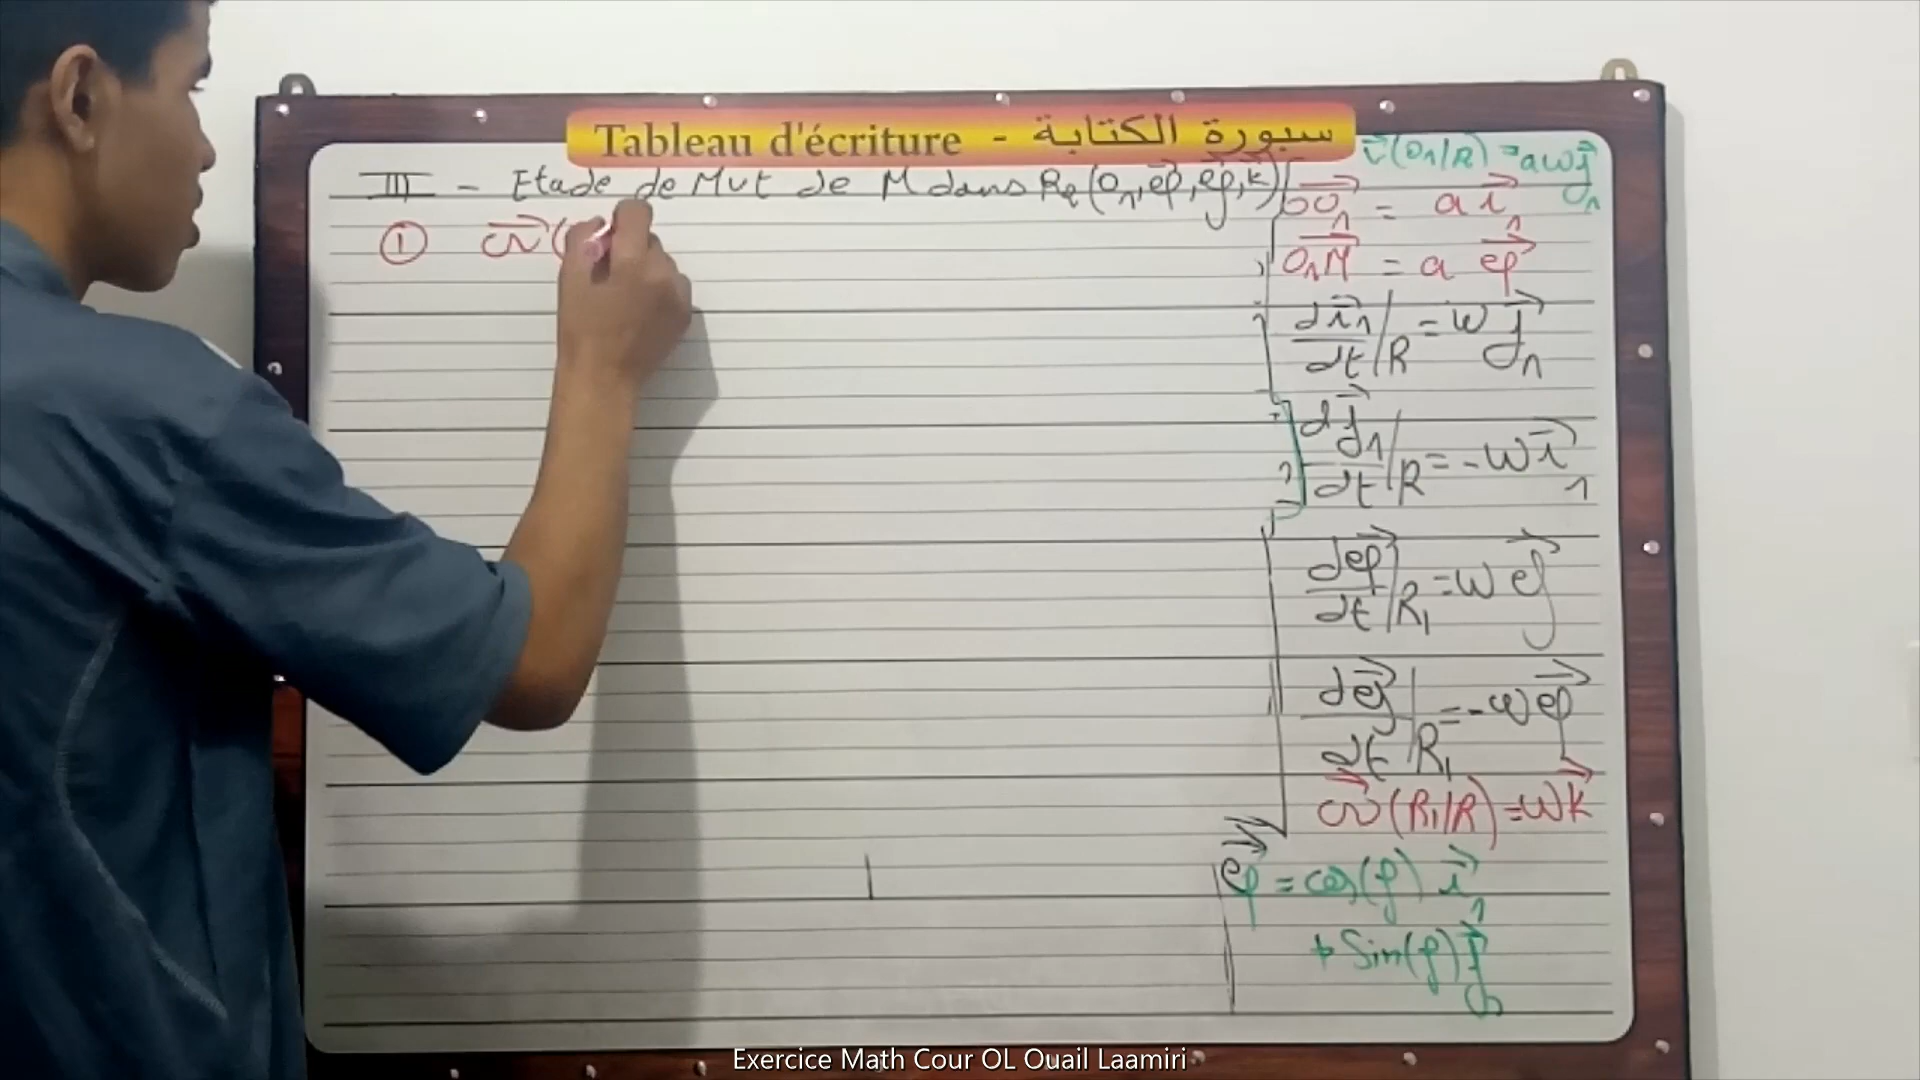 Tableau d'écriture - سبورة الكتابة
III - Etude de Mvt de M dans R₂ (O₁, eρ, eφ, k)
① ω (
V(O₁/R) = aωj₁
OO₁ = a i₁
O₁M = a eρ
di₁/dt /R = ω j₁
dj₁/dt /R = -ω i₁
deρ/dt /R₁ = ω eφ
deφ/dt /R₁ = -ω eρ
ω (R₁/R) = ωk
eρ = cos(φ) i₁
+ Sin(φ) j₁
Exercice Math Cour OL Ouail Laamiri